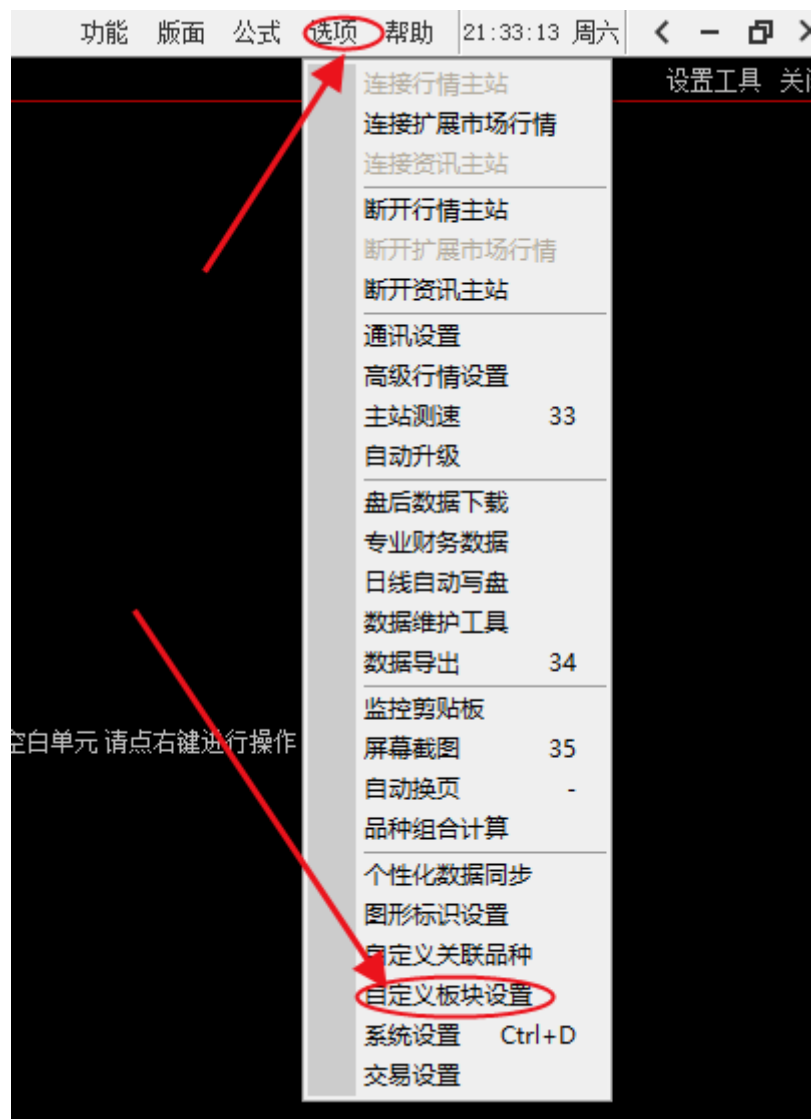 功能 版面 公式 选项 帮助 21:33:13 周六
设置工具
连接行情主站
连接扩展市场行情
连接资讯主站
断开行情主站
断开扩展市场行情
断开资讯主站
通讯设置
高级行情设置
主站测速 33
自动升级
盘后数据下载
专业财务数据
日线自动写盘
数据维护工具
数据导出 34
监控剪贴板
空白单元 请点右键进行操作
屏幕截图 35
自动换页 -
品种组合计算
个性化数据同步
图形标识设置
自定义关联品种
自定义板块设置
系统设置 Ctrl+D
交易设置